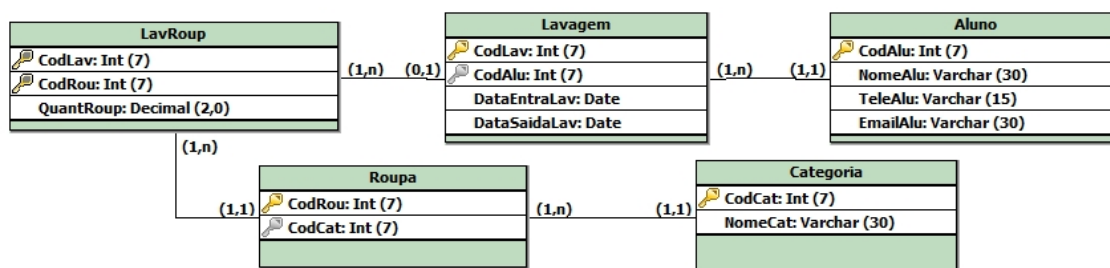 LavRoup
CodLav: Int (7)
CodRou: Int (7)
QuantRoup: Decimal (2,0)
(1,n)
(0,1)
Lavagem
CodLav: Int (7)
CodAlu: Int (7)
DataEntraLav: Date
DataSaidaLav: Date
(1,n)
(1,1)
Aluno
CodAlu: Int (7)
NomeAlu: Varchar (30)
TeleAlu: Varchar (15)
EmailAlu: Varchar (30)
(1,n)
(1,1)
Roupa
CodRou: Int (7)
CodCat: Int (7)
(1,n)
(1,1)
Categoria
CodCat: Int (7)
NomeCat: Varchar (30)